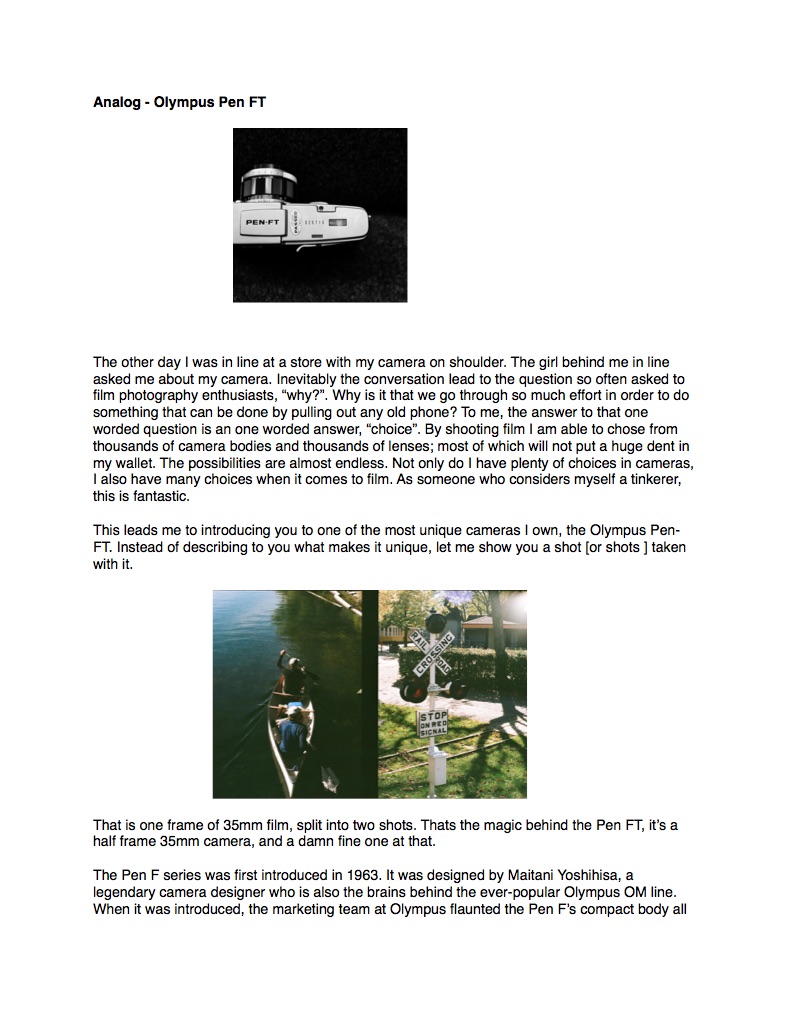 Analog - Olympus Pen FT
PEN-FT
PASSED
The other day I was in line at a store with my camera on shoulder. The girl behind me in line
asked me about my camera. Inevitably the conversation lead to the question so often asked to
film photography enthusiasts, “why?”. Why is it that we go through so much effort in order to do
something that can be done by pulling out any old phone? To me, the answer to that one
worded question is an one worded answer, “choice”. By shooting film I am able to chose from
thousands of camera bodies and thousands of lenses; most of which will not put a huge dent in
my wallet. The possibilities are almost endless. Not only do I have plenty of choices in cameras,
I also have many choices when it comes to film. As someone who considers myself a tinkerer,
this is fantastic.
This leads me to introducing you to one of the most unique cameras I own, the Olympus Pen-
FT. Instead of describing to you what makes it unique, let me show you a shot [or shots ] taken
with it.
RAIL ROAD
CROSSING
STOP
ON RED
SIGNAL
That is one frame of 35mm film, split into two shots. Thats the magic behind the Pen FT, it’s a
half frame 35mm camera, and a damn fine one at that.
The Pen F series was first introduced in 1963. It was designed by Maitani Yoshihisa, a
legendary camera designer who is also the brains behind the ever-popular Olympus OM line.
When it was introduced, the marketing team at Olympus flaunted the Pen F’s compact body all